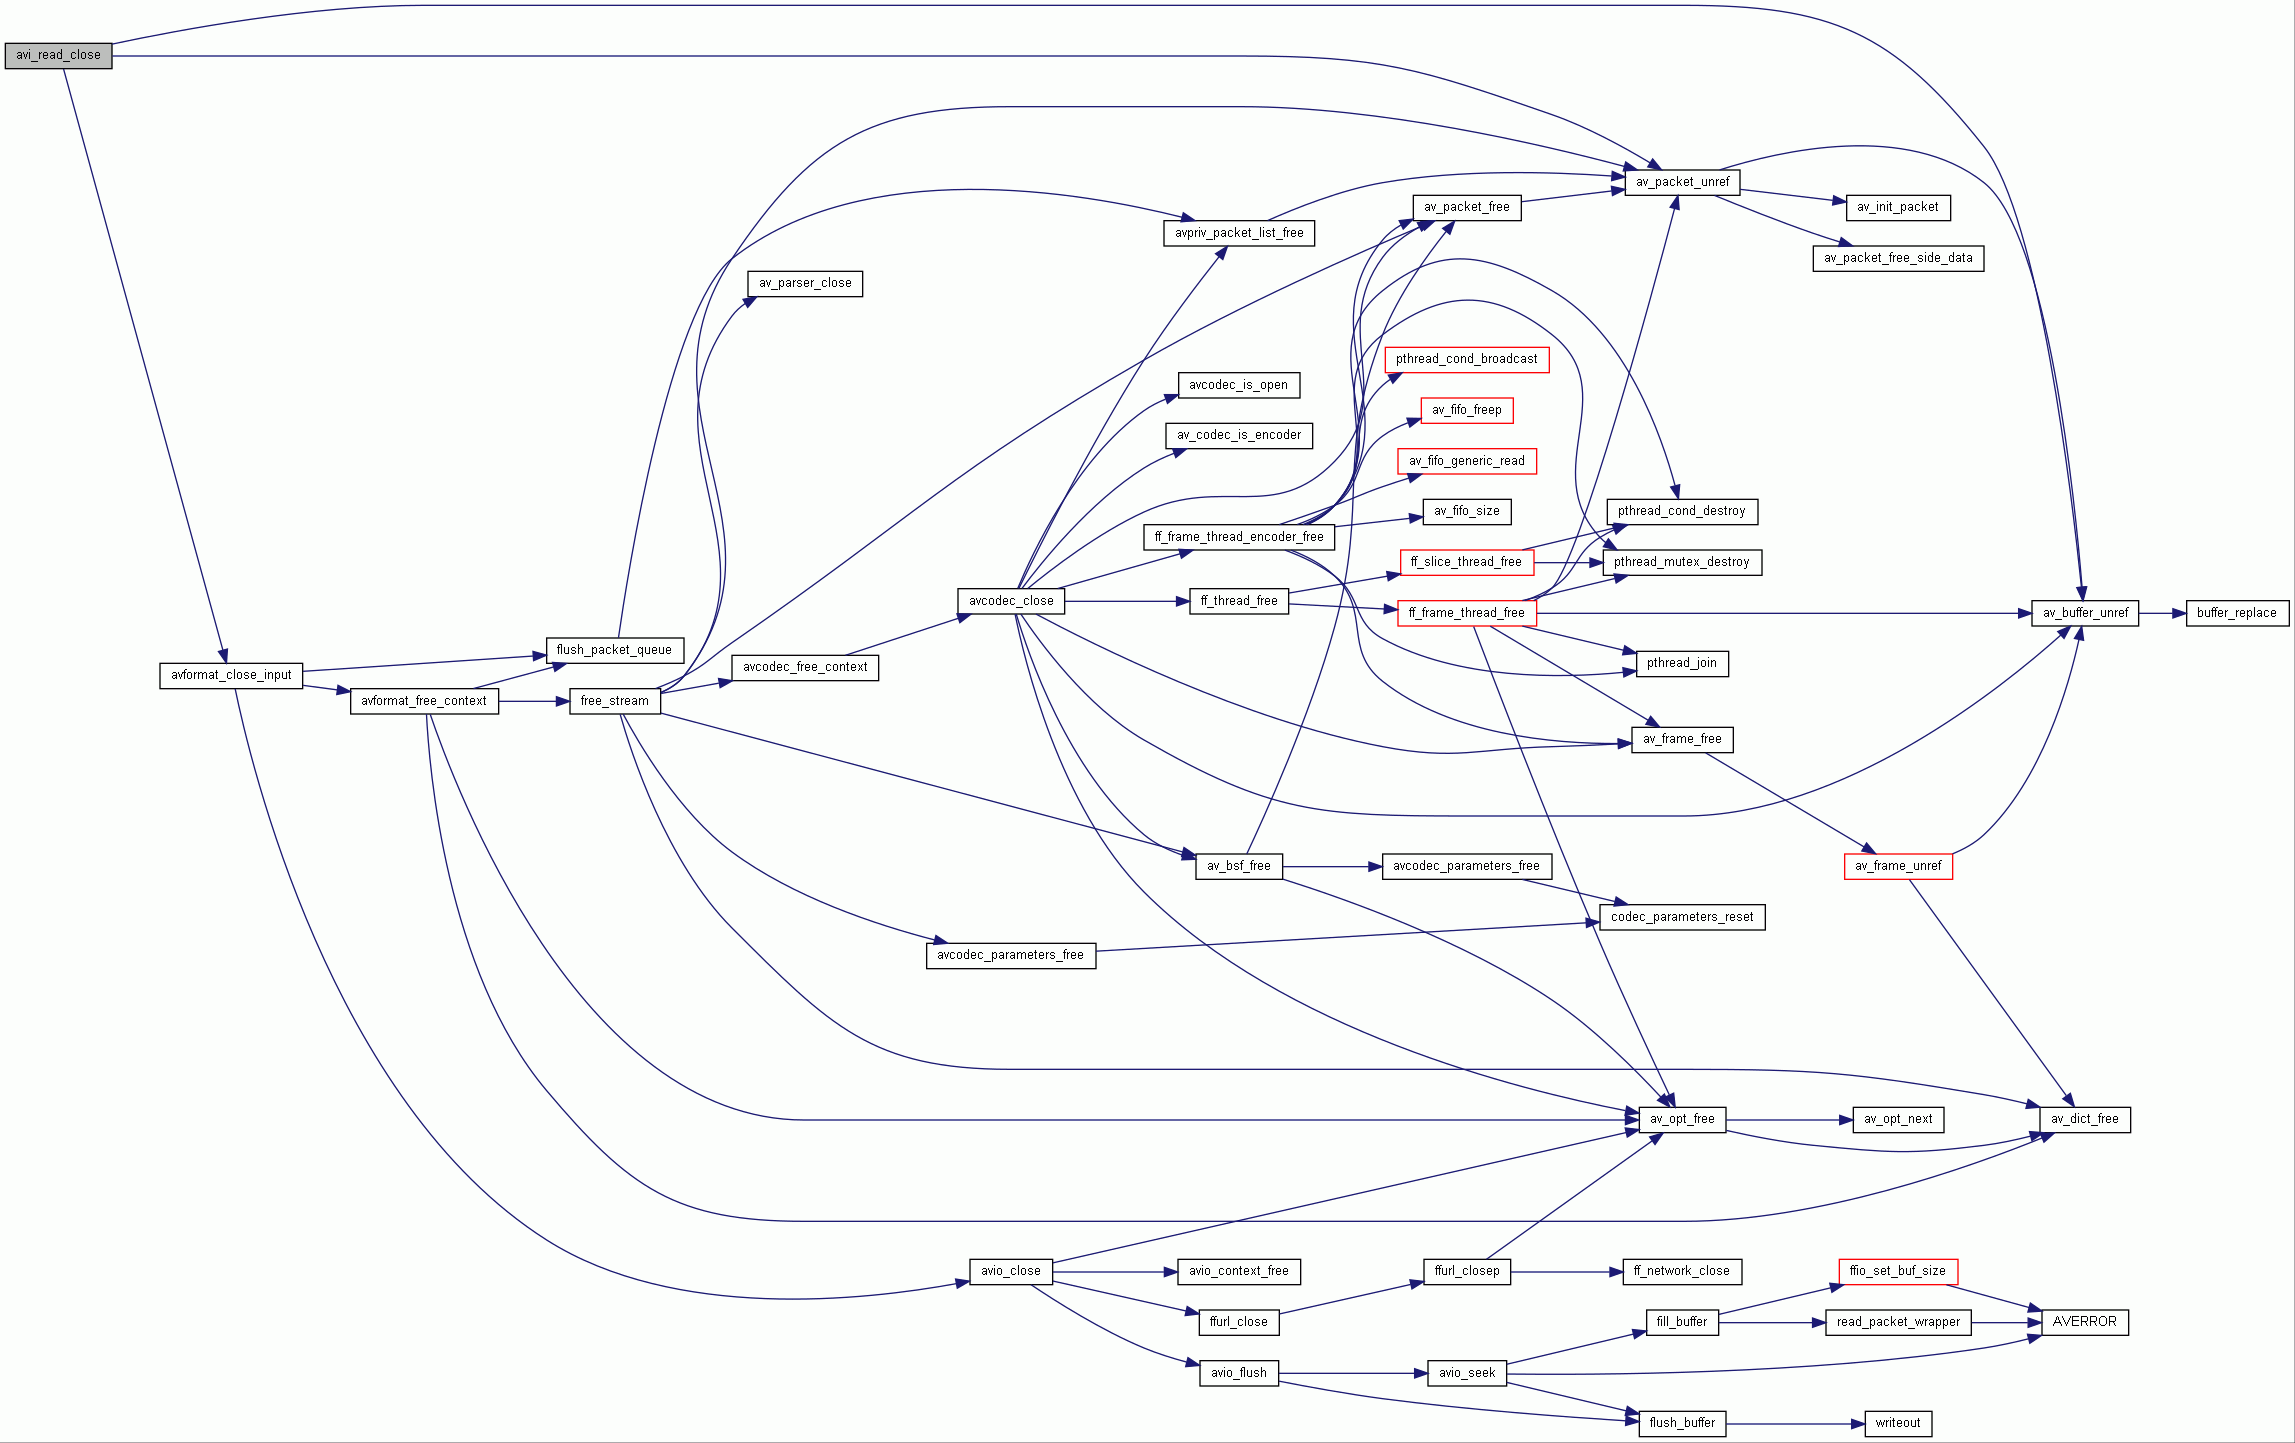 avi_read_close
av_packet_unref
av_packet_free
av_init_packet
avpriv_packet_list_free
av_packet_free_side_data
av_parser_close
pthread_cond_broadcast
avcodec_is_open
av_fifo_freep
av_codec_is_encoder
av_fifo_generic_read
av_fifo_size
pthread_cond_destroy
ff_frame_thread_encoder_free
ff_slice_thread_free
pthread_mutex_destroy
avcodec_close
ff_thread_free
ff_frame_thread_free
av_buffer_unref
buffer_replace
flush_packet_queue
avcodec_free_context
pthread_join
avformat_close_input
avformat_free_context
free_stream
av_frame_free
av_bsf_free
avcodec_parameters_free
av_frame_unref
codec_parameters_reset
avcodec_parameters_free
av_opt_free
av_opt_next
av_dict_free
avio_close
avio_context_free
ffurl_closep
ff_network_close
ffio_set_buf_size
ffurl_close
fill_buffer
read_packet_wrapper
AVERROR
avio_flush
avio_seek
flush_buffer
writeout